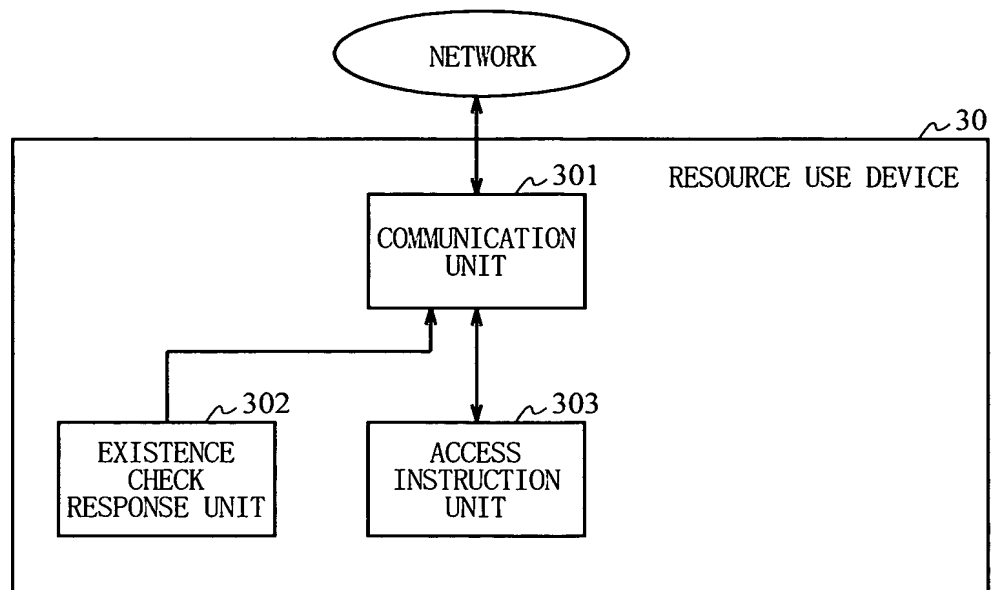 NETWORK
30
RESOURCE USE DEVICE
301
COMMUNICATION
UNIT
302
EXISTENCE
CHECK
RESPONSE UNIT
303
ACCESS
INSTRUCTION
UNIT